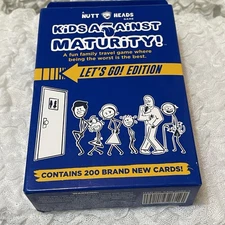 NUTT HEADS
KiDS AGAiNST
MATURiTY!
A fun family travel game where
being the worst is the best.
LET'S GO! EDITION
CONTAINS 200 BRAND NEW CARDS!